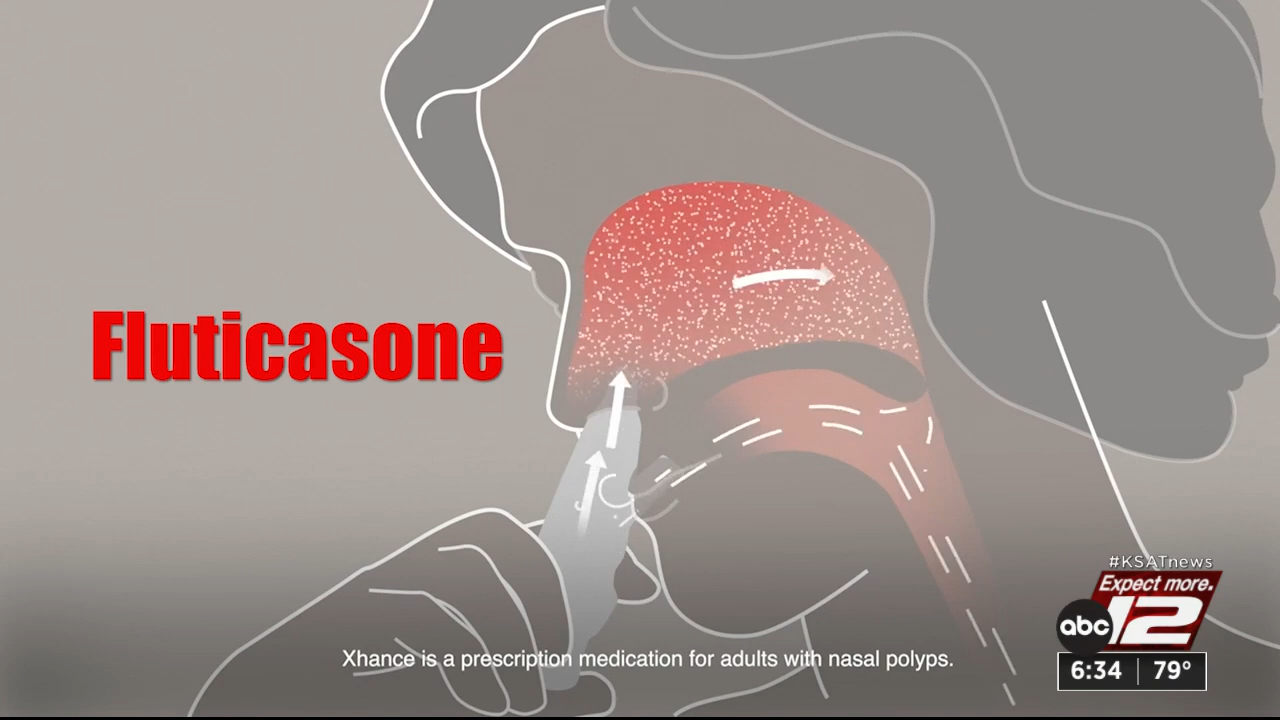 Fluticasone
Xhance is a prescription medication for adults with nasal polyps.
#KSATnews
Expect more.
abc 12
6:34 79°